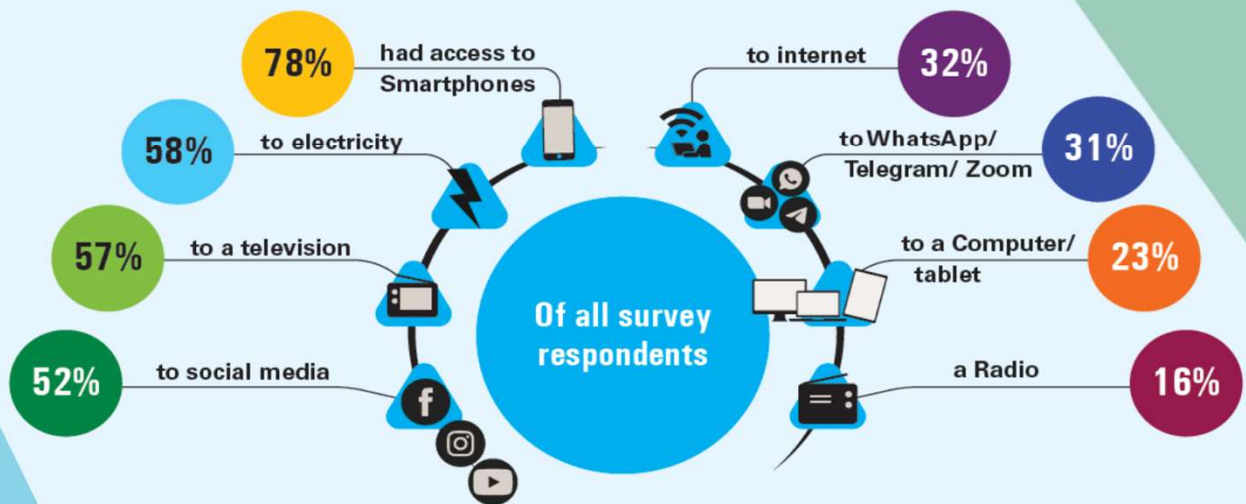 78%
had access to
Smartphones
58%
to electricity
57%
to a television
52%
to social media
Of all survey
respondents
to internet
32%
to WhatsApp/
Telegram/ Zoom
31%
to a Computer/
tablet
23%
a Radio
16%